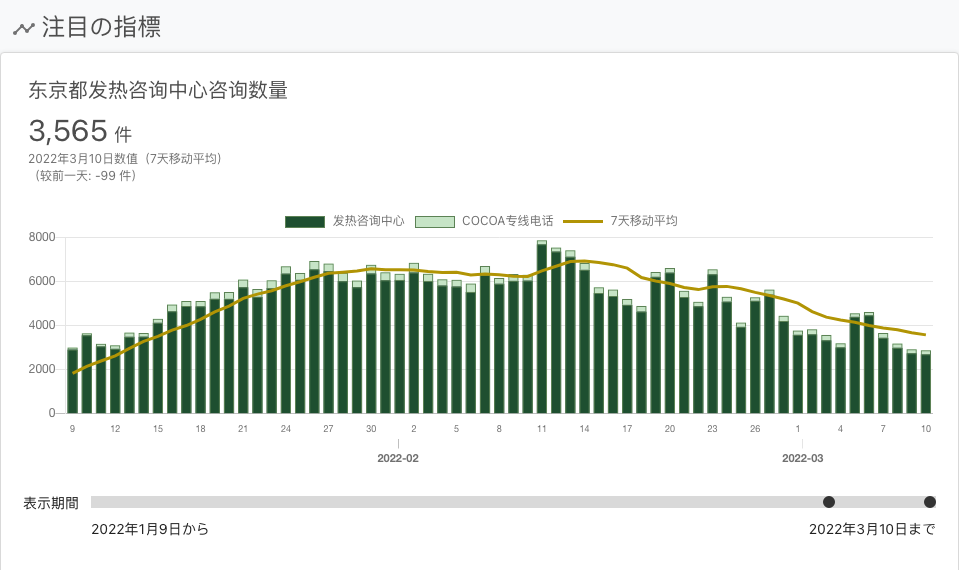 注目の指標
东京都发热咨询中心咨询数量
3,565 件
2022年3月10日数值（7天移动平均）
（较前一天: -99 件）
发热咨询中心 COCOA专线电话 7天移动平均
8000
6000
4000
2000
0
9 12 15 18 21 24 27 30 2 5 8 11 14 17 20 23 26 1 4 7 10
2022-02 2022-03
表示期間
2022年1月9日から 2022年3月10日まで